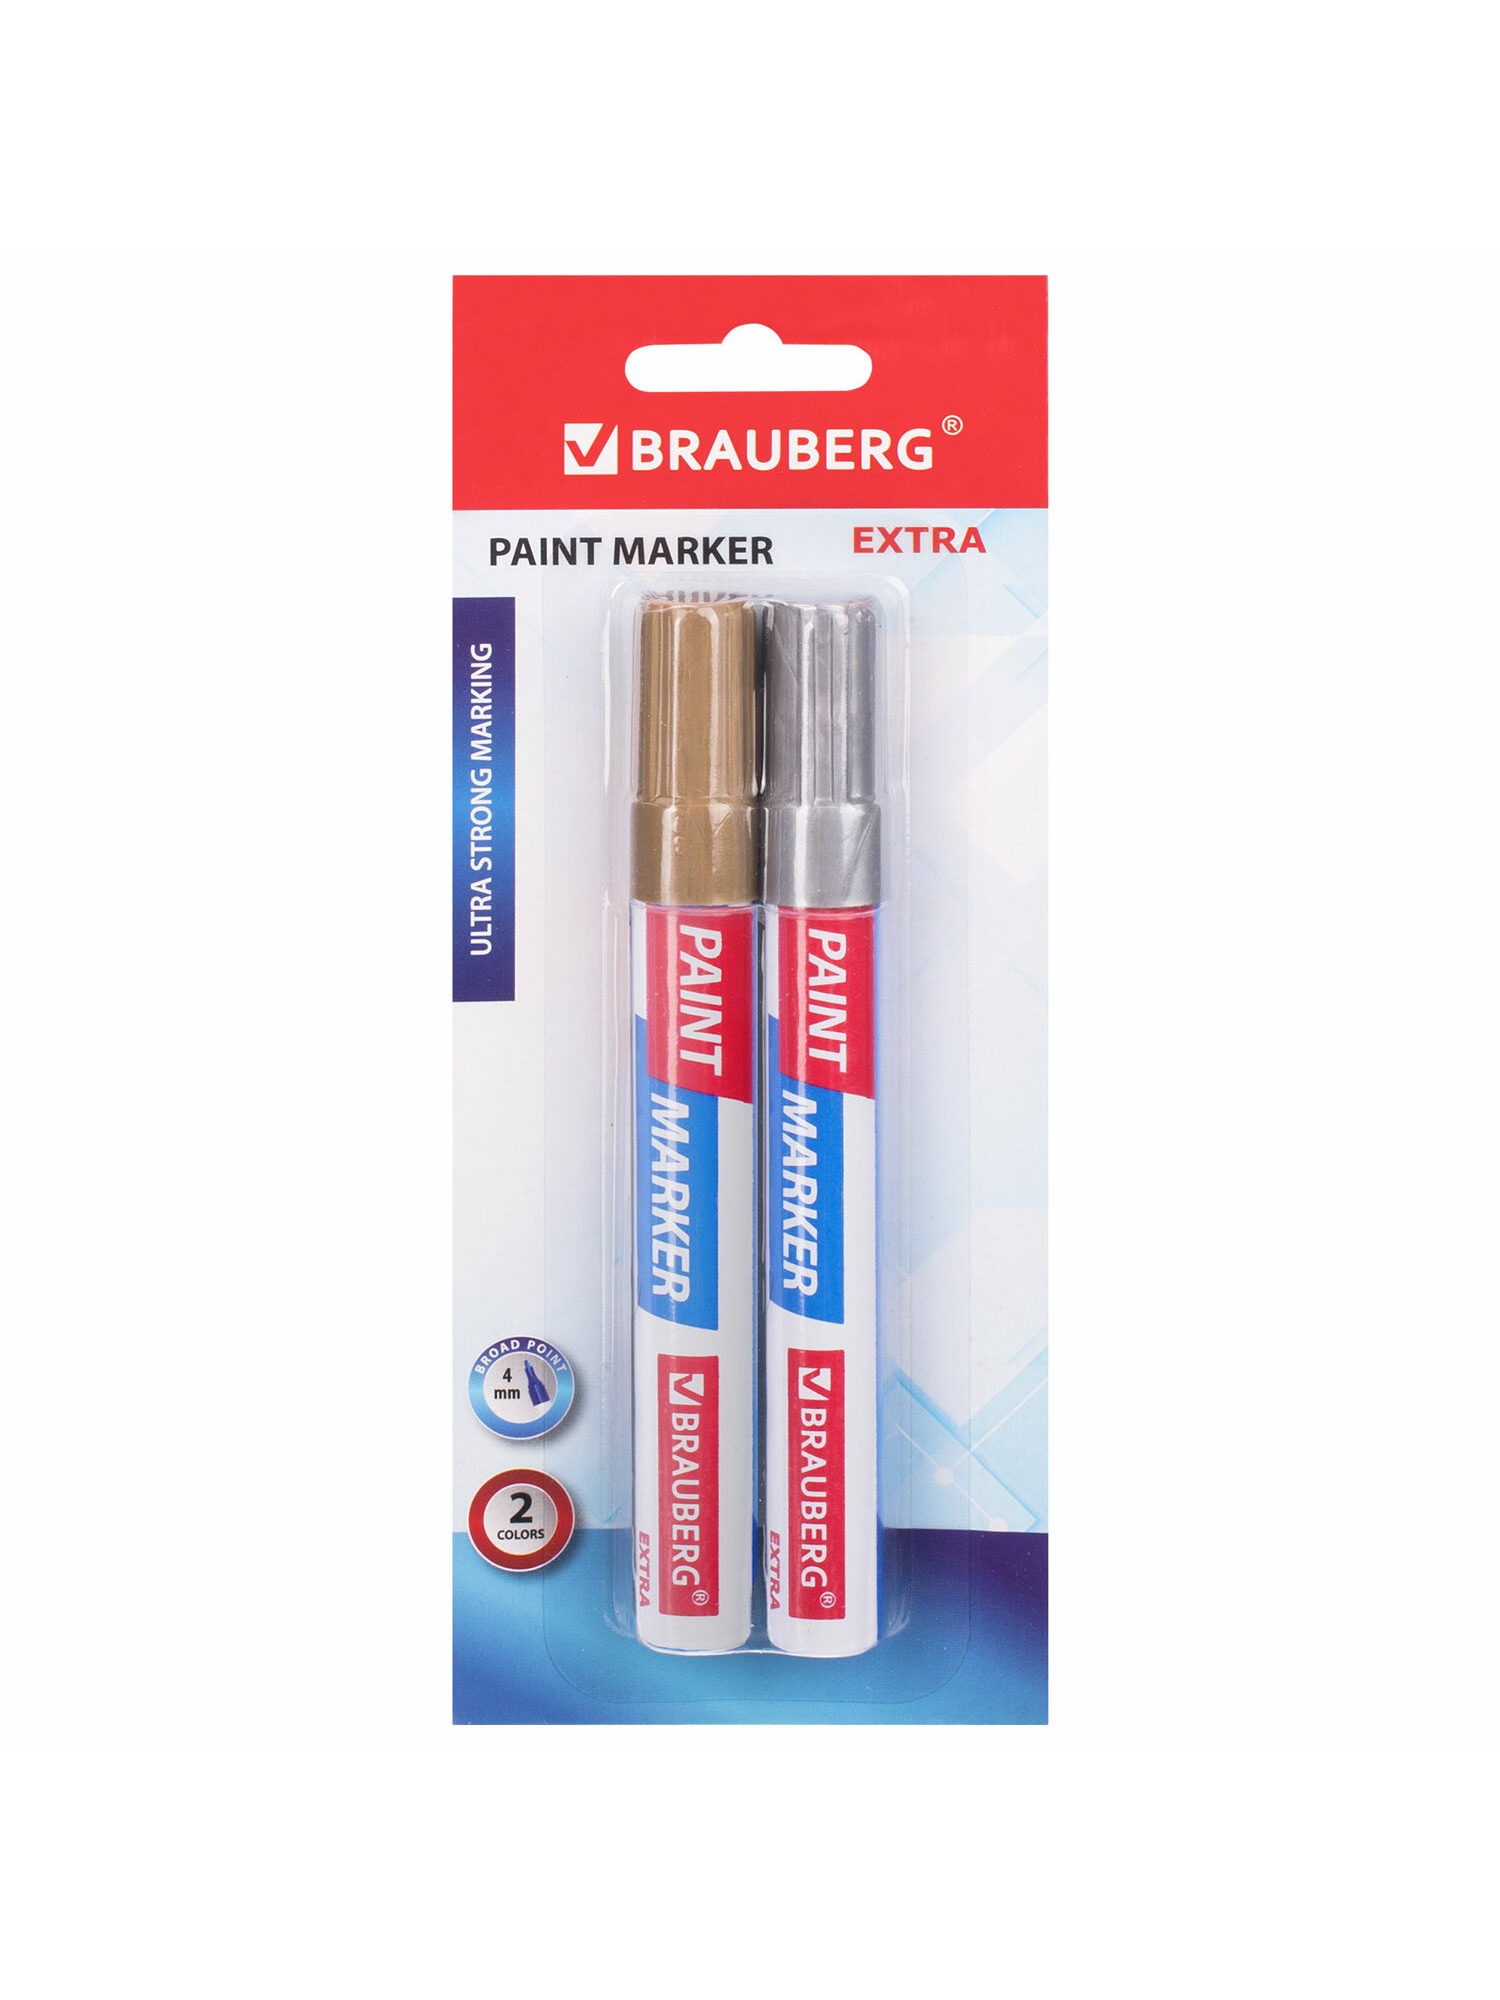 BRAUBERG®
PAINT MARKER
EXTRA
ULTRA STRONG MARKING
PAINT MARKER
BRAUBERG®
EXTRA
PAINT MARKER
BRAUBERG®
EXTRA
BROAD POINT
4
mm
2
COLORS